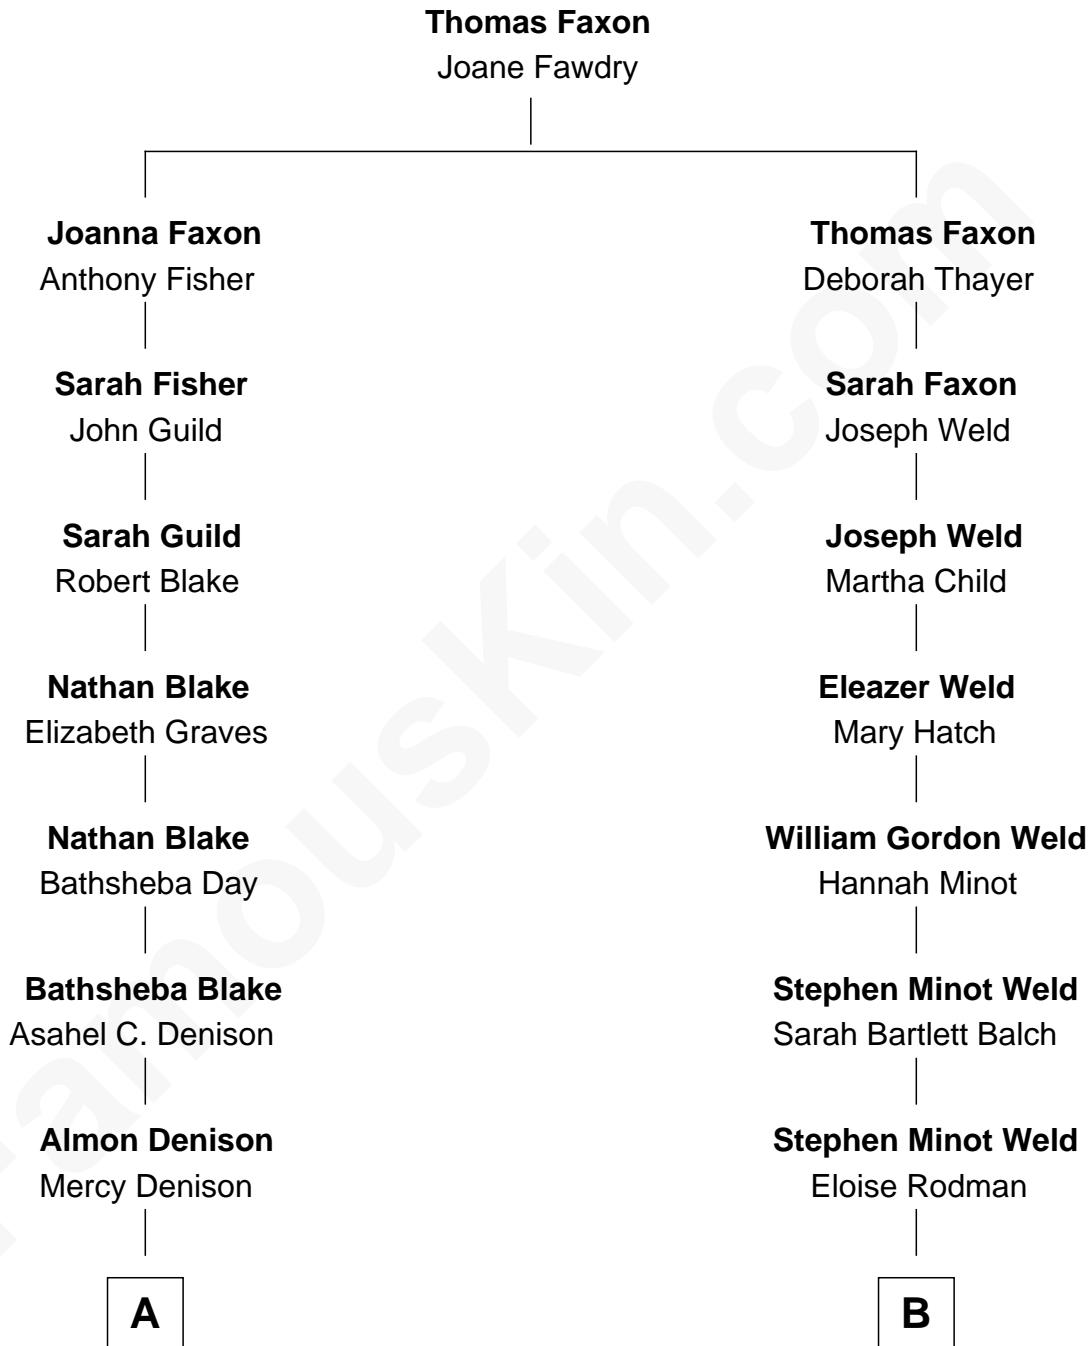 Thomas Faxon
Joane Fawdry
Joanna Faxon
Anthony Fisher
Thomas Faxon
Deborah Thayer
Sarah Fisher
John Guild
Sarah Faxon
Joseph Weld
Sarah Guild
Robert Blake
Joseph Weld
Martha Child
Nathan Blake
Elizabeth Graves
Eleazer Weld
Mary Hatch
Nathan Blake
Bathsheba Day
William Gordon Weld
Hannah Minot
Bathsheba Blake
Asahel C. Denison
Stephen Minot Weld
Sarah Bartlett Balch
Almon Denison
Mercy Denison
Stephen Minot Weld
Eloise Rodman
A
B
FamousKin.com